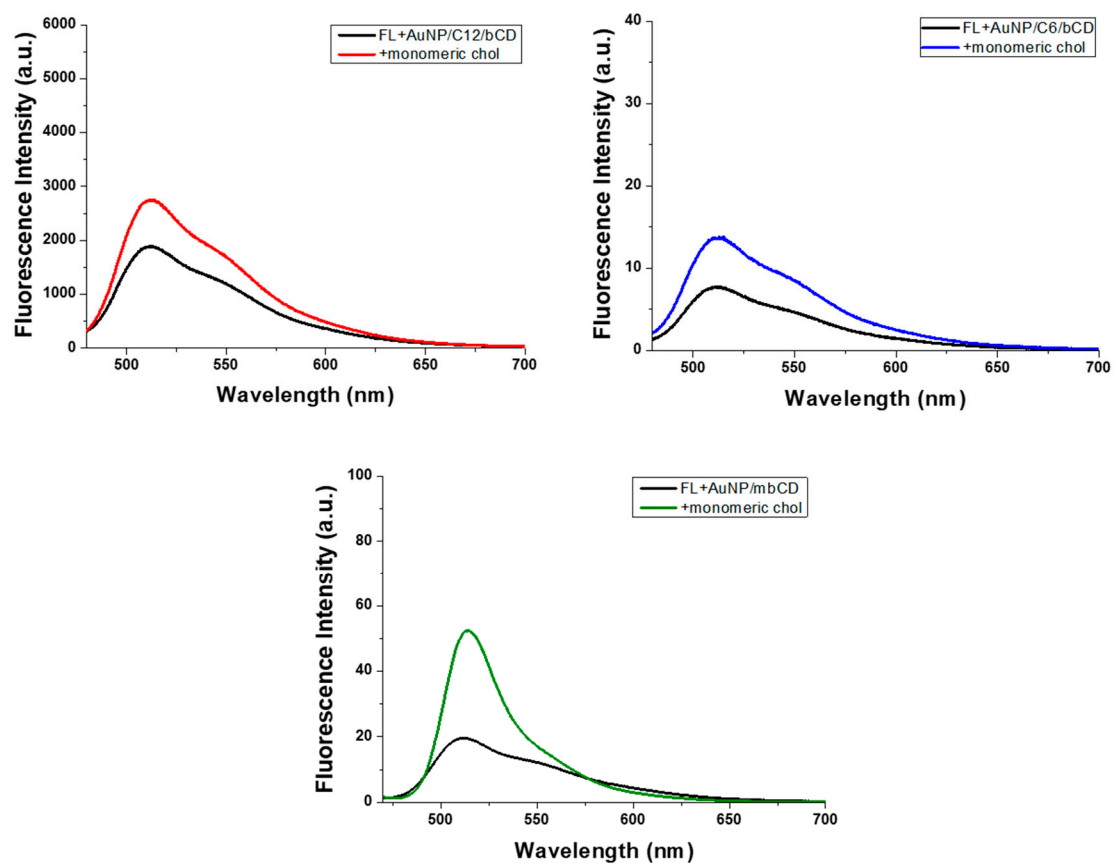 FL+AuNP/C12/bCD
+monomeric chol
6000
5000
4000
3000
2000
1000
0
Fluorescence Intensity (a.u.)
500
550
600
650
700
Wavelength (nm)
FL+AuNP/C6/bCD
+monomeric chol
40
30
20
10
0
Fluorescence Intensity (a.u.)
500
550
600
650
700
Wavelength (nm)
FL+AuNP/mbCD
+monomeric chol
100
80
60
40
20
0
Fluorescence Intensity (a.u.)
500
550
600
650
700
Wavelength (nm)